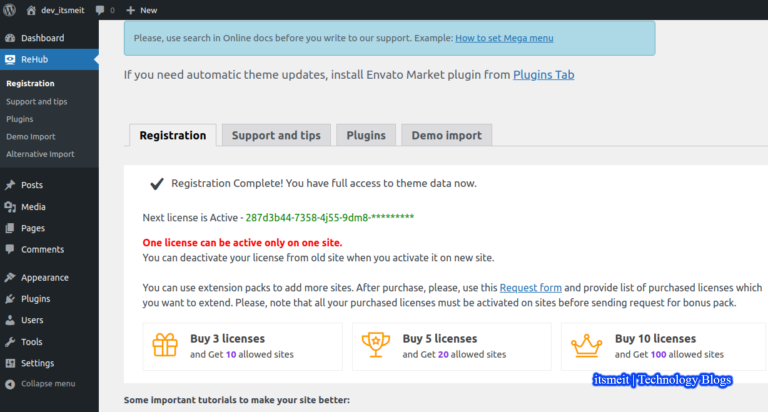 dev_itsmeit 0 New
Dashboard
ReHub
Registration
Support and tips
Plugins
Demo Import
Alternative Import
Posts
Media
Pages
Comments
Appearance
Plugins
Users
Tools
Settings
Collapse menu
Please, use search in Online docs before you write to our support. Example: How to set Mega menu
If you need automatic theme updates, install Envato Market plugin from Plugins Tab
Registration Support and tips Plugins Demo import
Registration Complete! You have full access to theme data now.
Next license is Active - 287d3b44-7358-4j55-9dm8-*********
One license can be active only on one site.
You can deactivate your license from old site when you activate it on new site.
You can use extension packs to add more sites. After purchase, please, use this Request form and provide list of purchased licenses which
you want to extend. Please, note that all your purchased licenses must be activated on sites before sending request for bonus pack.
Buy 3 licenses
and Get 10 allowed sites
Buy 5 licenses
and Get 20 allowed sites
Buy 10 licenses
and Get 100 allowed sites
itsmeit | Technology Blogs
Some important tutorials to make your site better: